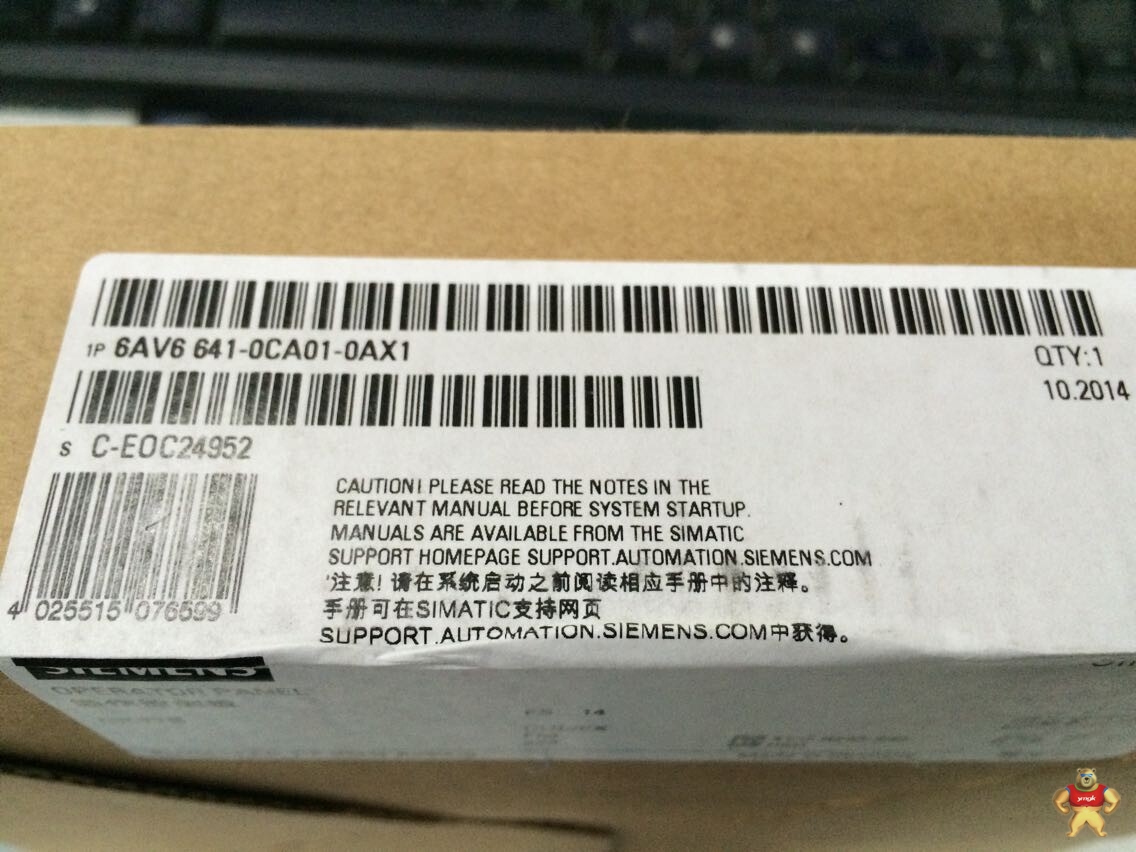 1P 6AV6 641-0CA01-0AX1
QTY:1
10.2014
S C-EOC24952
CAUTION! PLEASE READ THE NOTES IN THE
RELEVANT MANUAL BEFORE SYSTEM STARTUP.
MANUALS ARE AVAILABLE FROM THE SIMATIC
SUPPORT HOMEPAGE SUPPORT.AUTOMATION.SIEMENS.COM
注意! 请在系统启动之前阅读相应手册中的注释。
手册可在SIMATIC支持网页
SUPPORT.AUTOMATION.SIEMENS.COM中获得。
4 025515 076599
SIEMENS
OPERATOR PANEL
14
ymgk